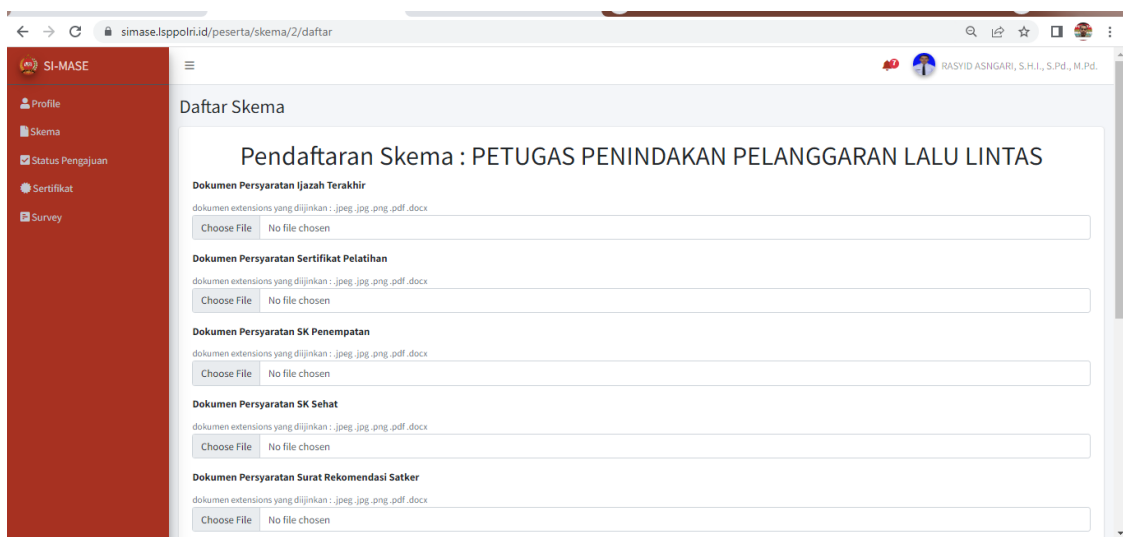 simase.lsppolri.id/peserta/skema/2/daftar
SI-MASE
RASYID ASNGARI, S.H.I., S.Pd., M.Pd.
Profile
Skema
Status Pengajuan
Sertifikat
Survey
Daftar Skema
Pendaftaran Skema : PETUGAS PENINDAKAN PELANGGARAN LALU LINTAS
Dokumen Persyaratan Ijazah Terakhir
dokumen extensions yang diijinkan : .jpeg .jpg .png .pdf .docx
Choose File No file chosen
Dokumen Persyaratan Sertifikat Pelatihan
dokumen extensions yang diijinkan : .jpeg .jpg .png .pdf .docx
Choose File No file chosen
Dokumen Persyaratan SK Penempatan
dokumen extensions yang diijinkan : .jpeg .jpg .png .pdf .docx
Choose File No file chosen
Dokumen Persyaratan SK Sehat
dokumen extensions yang diijinkan : .jpeg .jpg .png .pdf .docx
Choose File No file chosen
Dokumen Persyaratan Surat Rekomendasi Satker
dokumen extensions yang diijinkan : .jpeg .jpg .png .pdf .docx
Choose File No file chosen